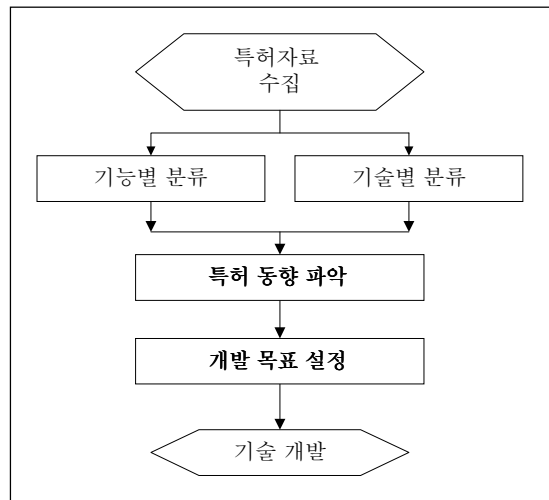 특허자료
수집
기능별 분류
기술별 분류
특허 동향 파악
개발 목표 설정
기술 개발